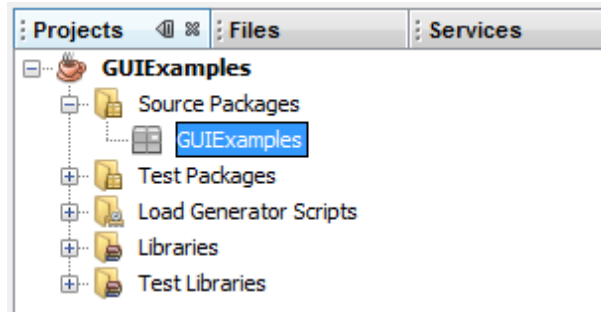 Projects Files Services
GUIExamples
Source Packages
GUIExamples
Test Packages
Load Generator Scripts
Libraries
Test Libraries